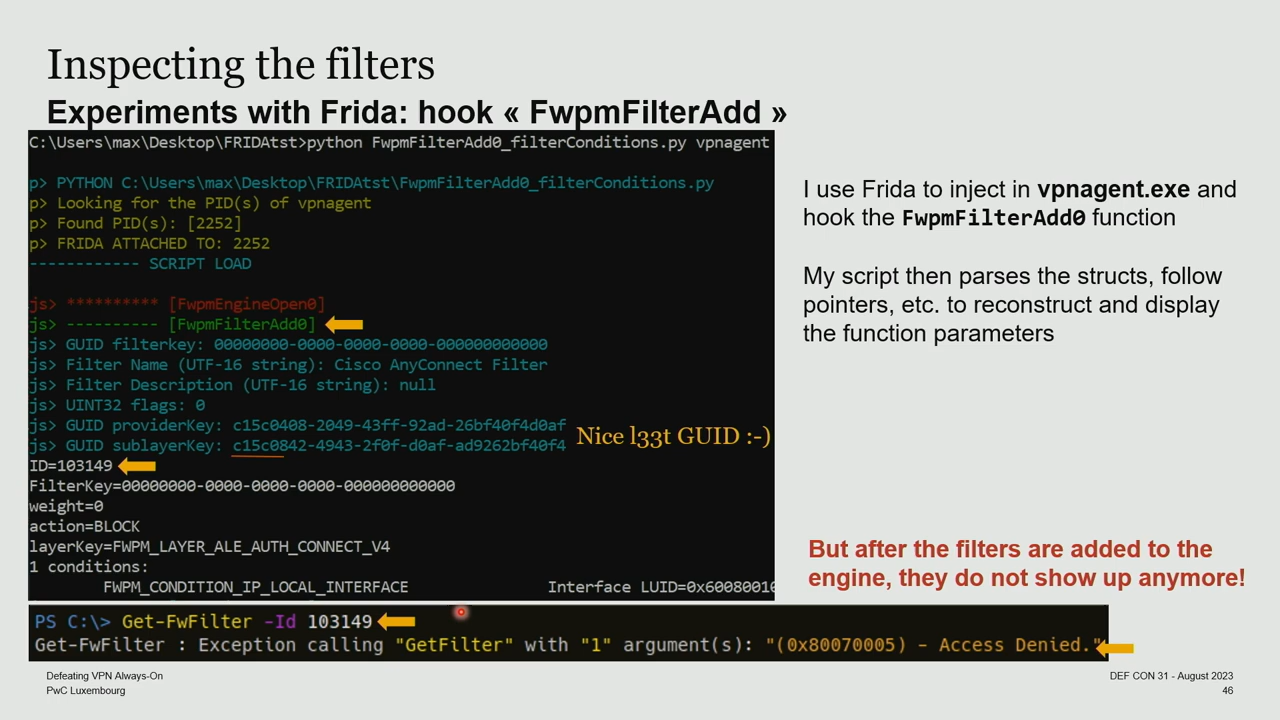 Inspecting the filters
Experiments with Frida: hook « FwpmFilterAdd »
C:\Users\max\Desktop\FRIDAtst>python FwpmFilterAdd0_filterConditions.py vpnagent
p> PYTHON C:\Users\max\Desktop\FRIDAtst\FwpmFilterAdd0_filterConditions.py
p> Looking for the PID(s) of vpnagent
p> Found PID(s): [2252]
p> FRIDA ATTACHED TO: 2252
------------ SCRIPT LOAD
js> ********** [FwpmEngineOpen0]
js> ---------- [FwpmFilterAdd0]
js> GUID filterkey: 00000000-0000-0000-0000-000000000000
js> Filter Name (UTF-16 string): Cisco AnyConnect Filter
js> Filter Description (UTF-16 string): null
js> UINT32 flags: 0
js> GUID providerKey: c15c0408-2049-43ff-92ad-26bf40f4d0af
js> GUID sublayerKey: c15c0842-4943-2f0f-d0af-ad9262bf40f4
Nice l33t GUID :-)
ID=103149
FilterKey=00000000-0000-0000-0000-000000000000
weight=0
action=BLOCK
layerKey=FWPM_LAYER_ALE_AUTH_CONNECT_V4
1 conditions:
FWPM_CONDITION_IP_LOCAL_INTERFACE Interface LUID=0x60080010
I use Frida to inject in vpnagent.exe and
hook the FwpmFilterAdd0 function
My script then parses the structs, follow
pointers, etc. to reconstruct and display
the function parameters
But after the filters are added to the
engine, they do not show up anymore!
PS C:\> Get-FwFilter -Id 103149
Get-FwFilter : Exception calling "GetFilter" with "1" argument(s): "(0x80070005) - Access Denied."
Defeating VPN Always-On
PwC Luxembourg
DEF CON 31 - August 2023
46